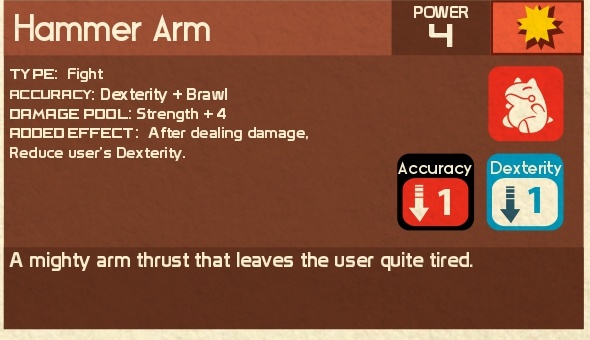 Hammer Arm
POWER
4
TYPE: Fight
ACCURACY: Dexterity + Brawl
DAMAGE POOL: Strength + 4
ADDED EFFECT: After dealing damage,
Reduce user's Dexterity.
Accuracy
1
Dexterity
1
A mighty arm thrust that leaves the user quite tired.